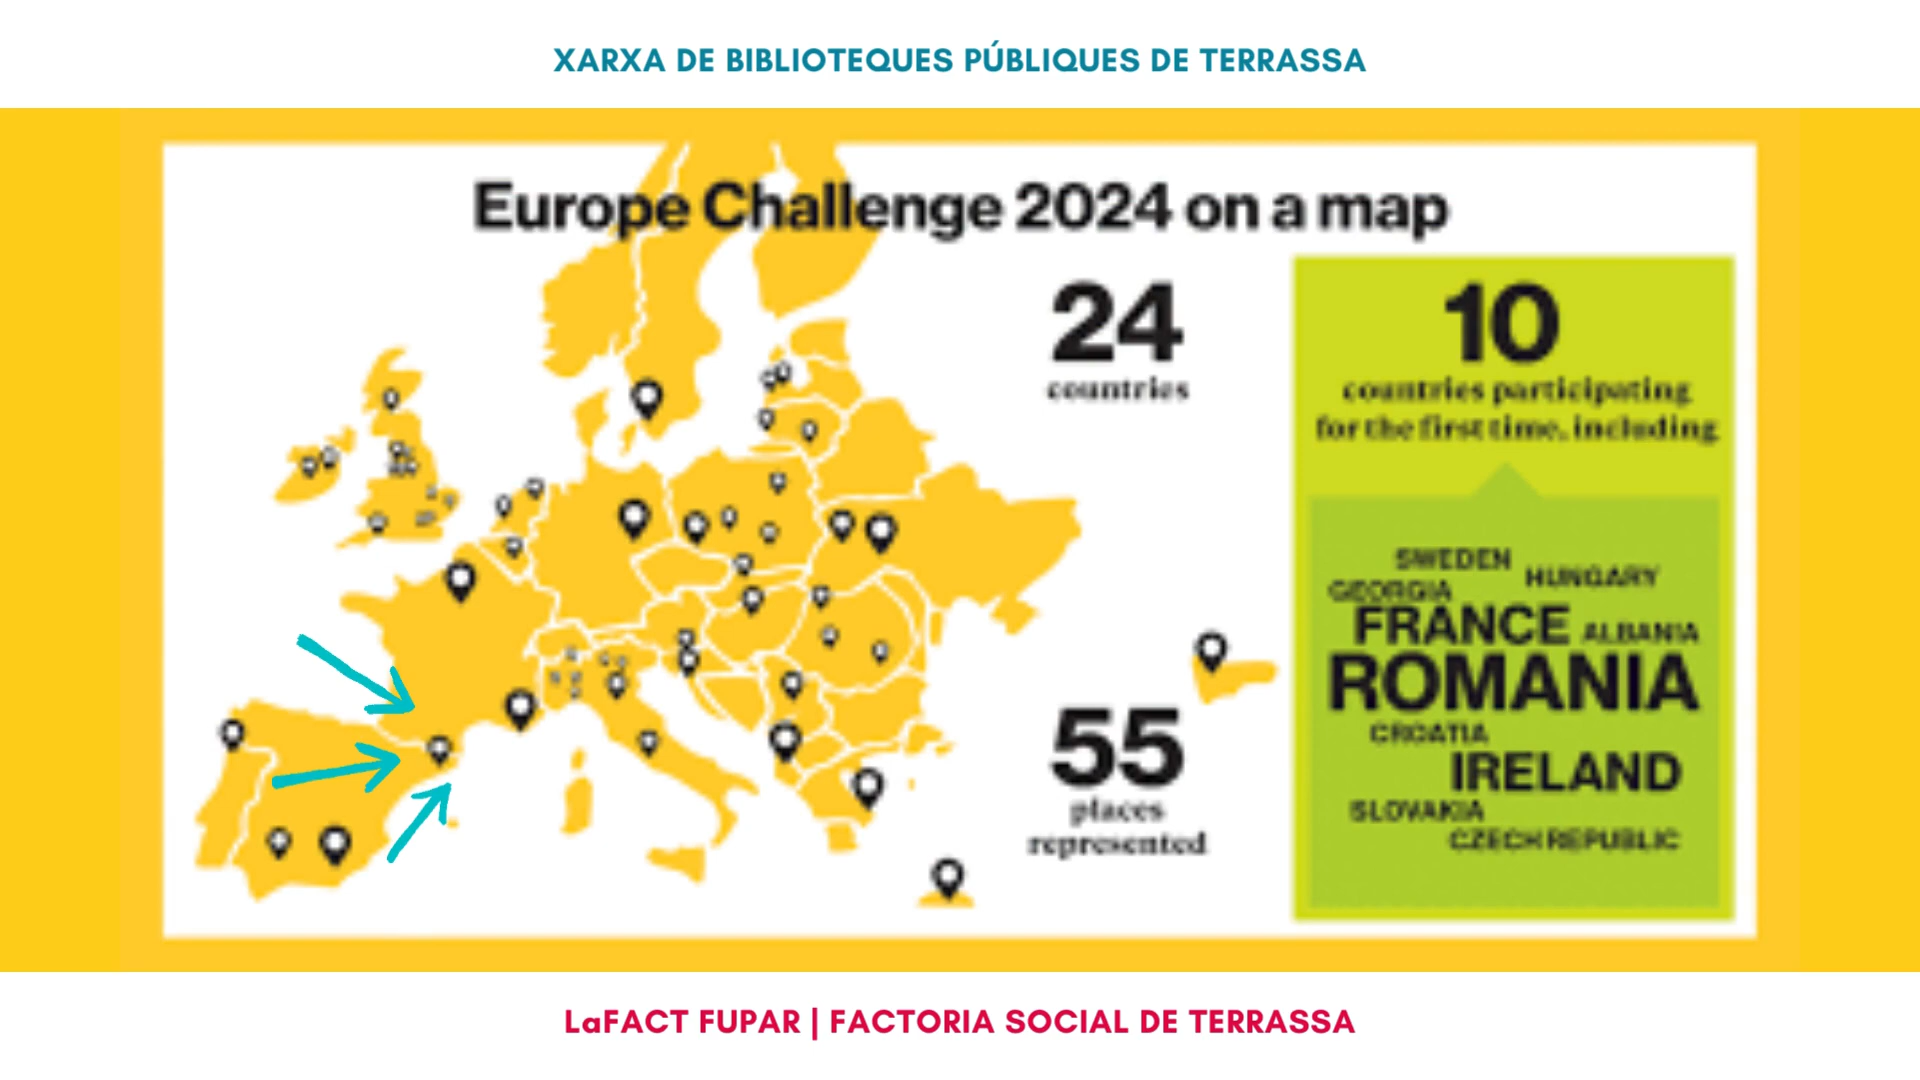 XARXA DE BIBLIOTEQUES PÚBLIQUES DE TERRASSA
Europe Challenge 2024 on a map
24
countries
55
places
represented
10
countries participating
for the first time, including
SWEDEN
HUNGARY
GEORGIA
FRANCE
ALBANIA
ROMANIA
CROATIA
IRELAND
SLOVAKIA
CZECH REPUBLIC
LaFACT FUPAR | FACTORIA SOCIAL DE TERRASSA